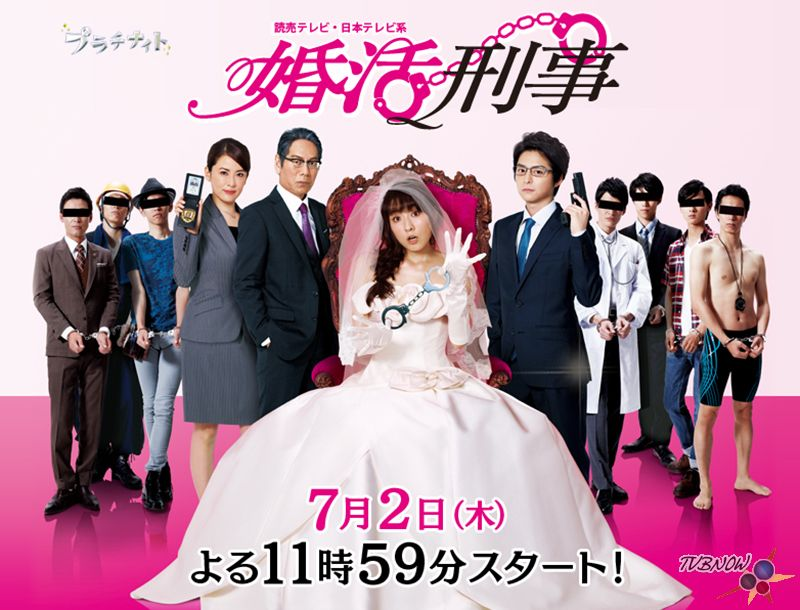 読売テレビ・日本テレビ系
プラチナイト
婚活刑事
7月2日(木)
よる11時59分スタート!
TVBNOW